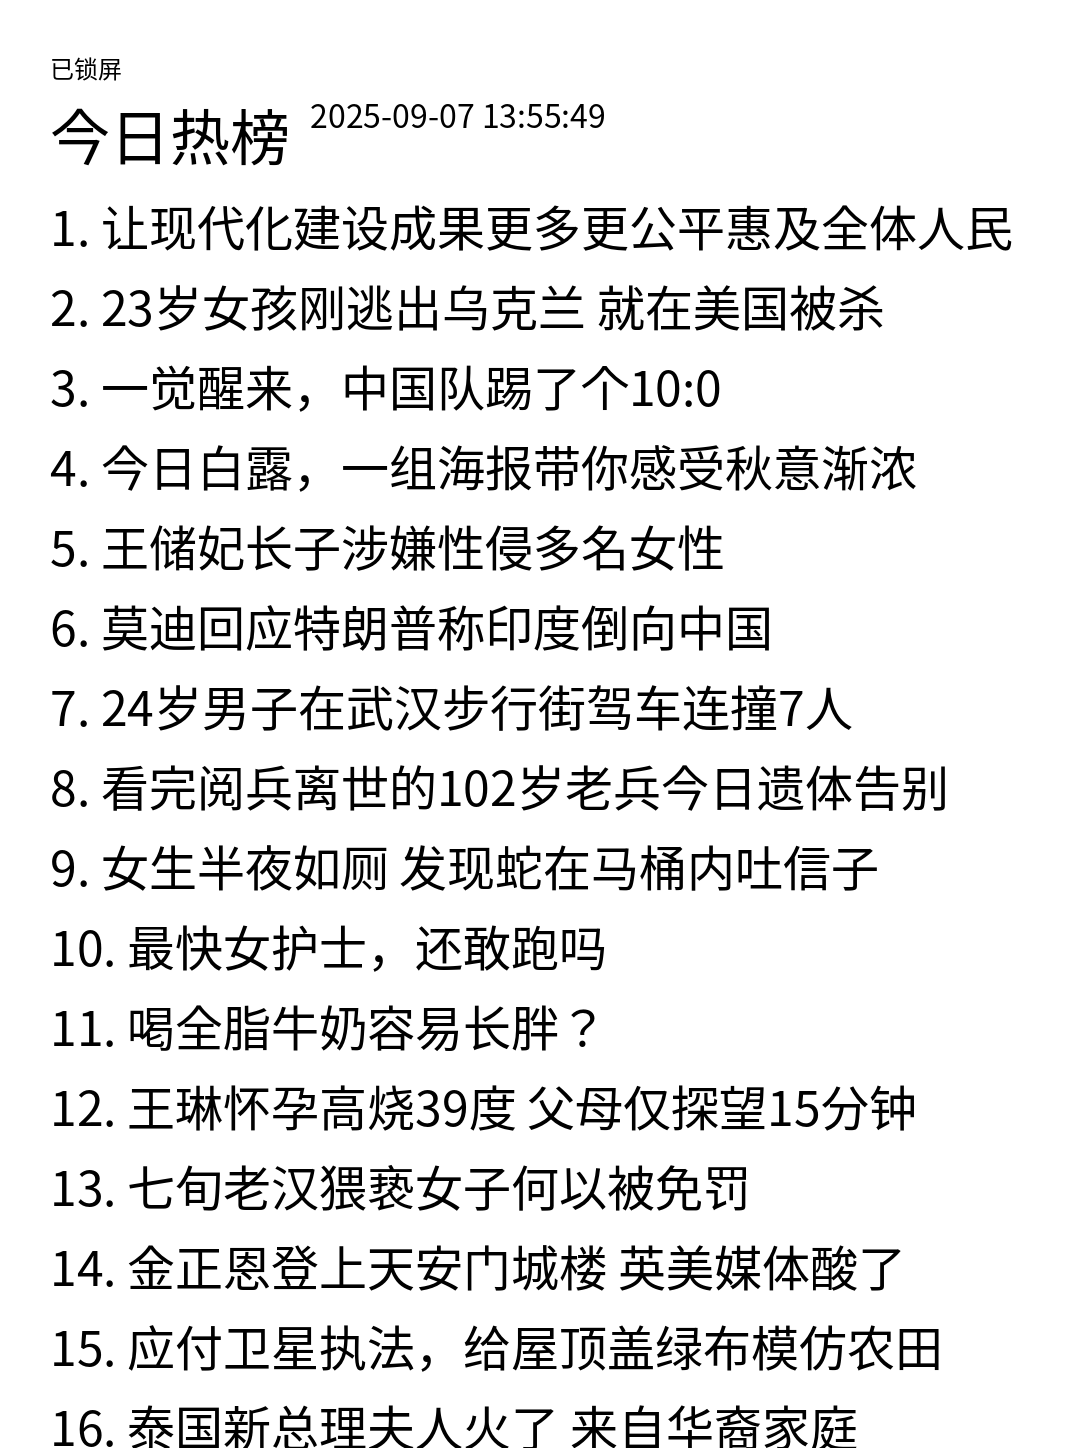 已锁屏
今日热榜 2025-09-07 13:55:49
1. 让现代化建设成果更多更公平惠及全体人民
2. 23岁女孩刚逃出乌克兰 就在美国被杀
3. 一觉醒来，中国队踢了个10:0
4. 今日白露，一组海报带你感受秋意渐浓
5. 王储妃长子涉嫌性侵多名女性
6. 莫迪回应特朗普称印度倒向中国
7. 24岁男子在武汉步行街驾车连撞7人
8. 看完阅兵离世的102岁老兵今日遗体告别
9. 女生半夜如厕 发现蛇在马桶内吐信子
10. 最快女护士，还敢跑吗
11. 喝全脂牛奶容易长胖？
12. 王琳怀孕高烧39度 父母仅探望15分钟
13. 七旬老汉猥亵女子何以被免罚
14. 金正恩登上天安门城楼 英美媒体酸了
15. 应付卫星执法，给屋顶盖绿布模仿农田
16. 泰国新总理夫人火了 来自华裔家庭